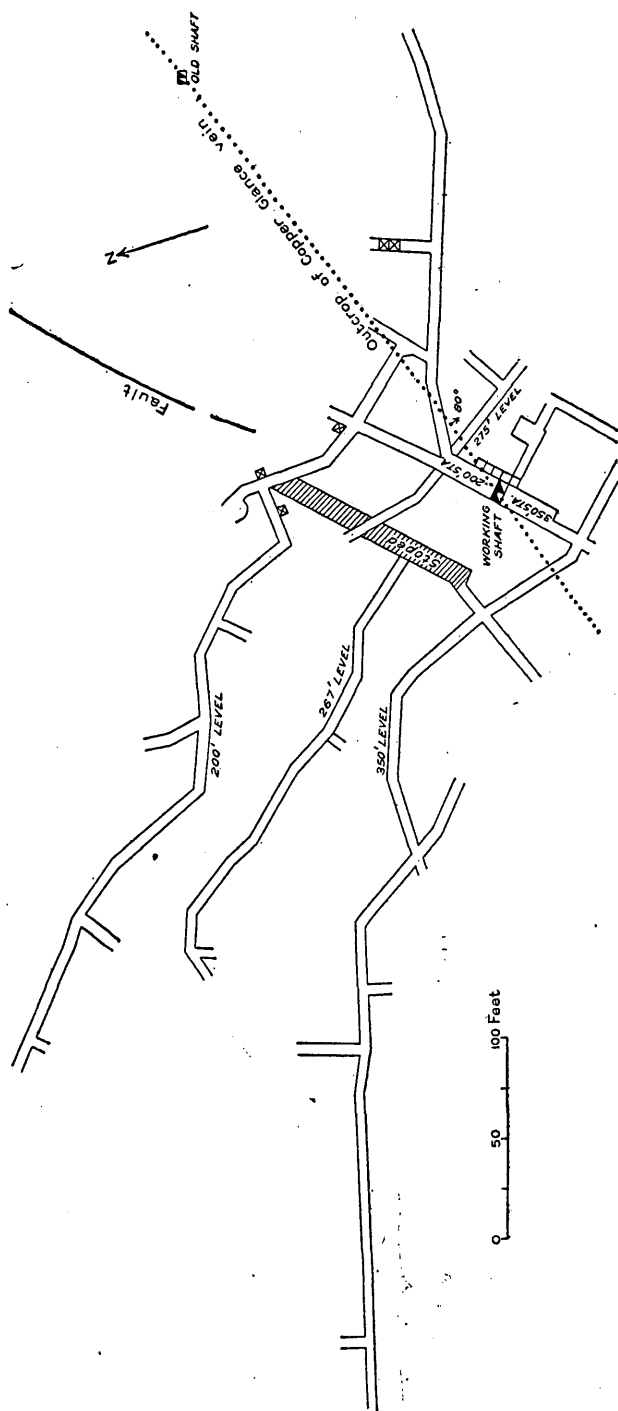 OLD SHAFT
Outcrop of Copper Glance vein
N
Fault
80°
275' LEVEL
200' STA.
350' STA.
WORKING SHAFT
Stoped
200' LEVEL
267' LEVEL
350' LEVEL
0 50 100 Feet